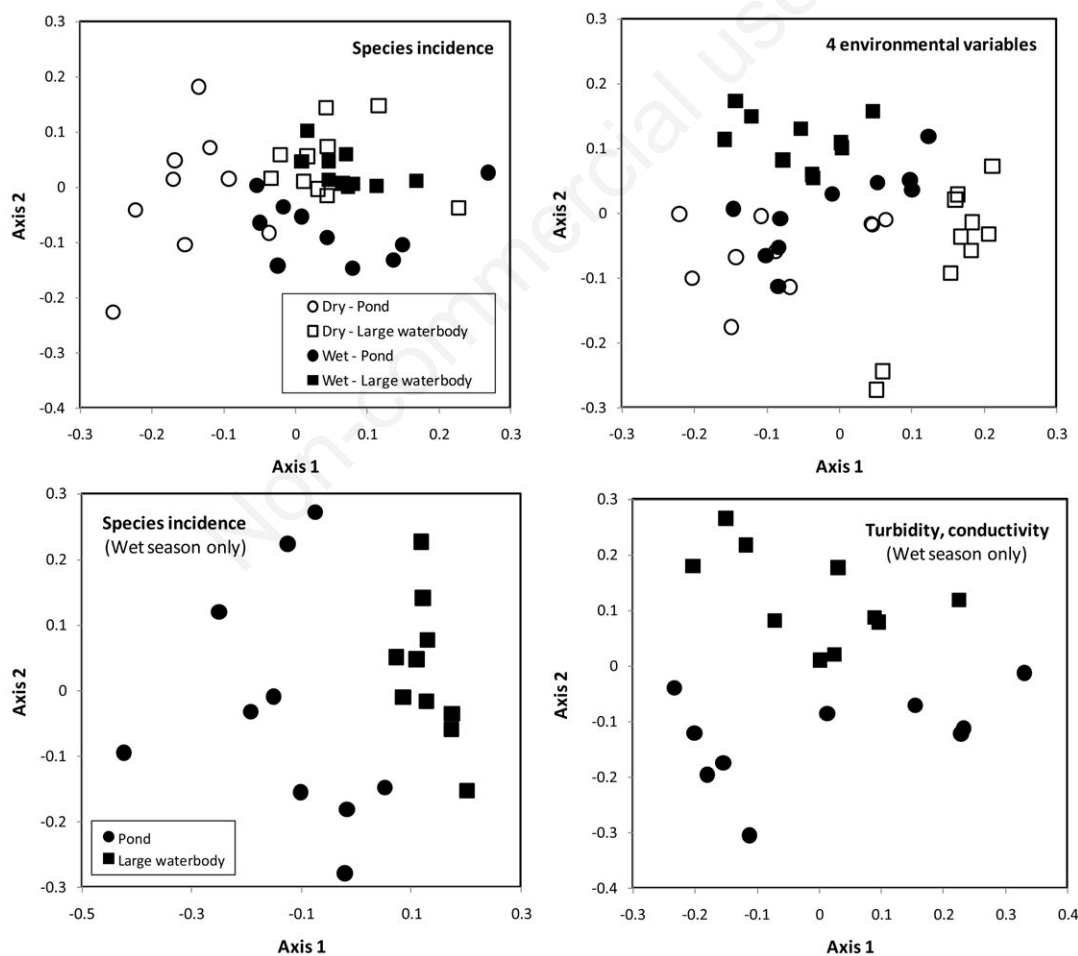 Non-commercial use
Species incidence
0.3
0.2
0.1
0
-0.1
-0.2
-0.3
-0.4
Axis 2
Dry - Pond
Dry - Large waterbody
Wet - Pond
Wet - Large waterbody
-0.3 -0.2 -0.1 0 0.1 0.2 0.3
Axis 1
4 environmental variables
0.3
0.2
0.1
0
-0.1
-0.2
-0.3
Axis 2
-0.3 -0.2 -0.1 0 0.1 0.2 0.3
Axis 1
Species incidence
(Wet season only)
0.3
0.2
0.1
0
-0.1
-0.2
-0.3
Axis 2
Pond
Large waterbody
-0.5 -0.3 -0.1 0.1 0.3
Axis 1
Turbidity, conductivity
(Wet season only)
0.3
0.2
0.1
0
-0.1
-0.2
-0.3
-0.4
Axis 2
-0.3 -0.2 -0.1 0 0.1 0.2 0.3 0.4
Axis 1